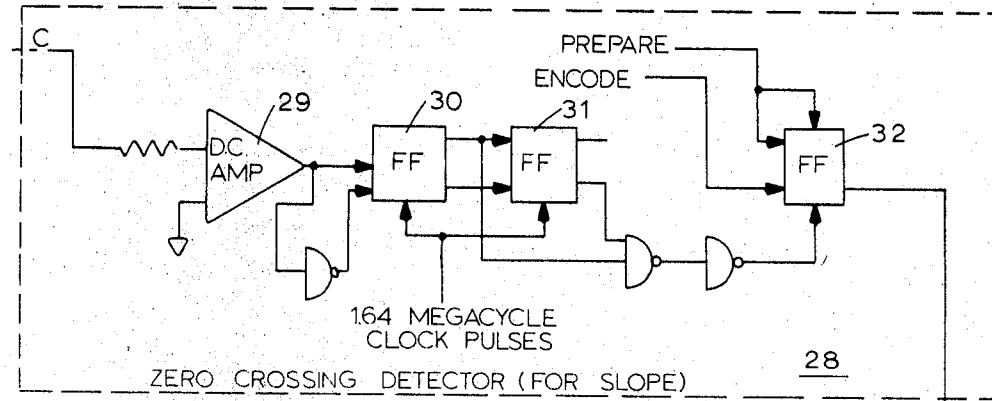 C
PREPARE
ENCODE
29
30
31
32
D.C.
AMP
FF
FF
FF
1.64 MEGACYCLE
CLOCK PULSES
28
ZERO CROSSING DETECTOR (FOR SLOPE)